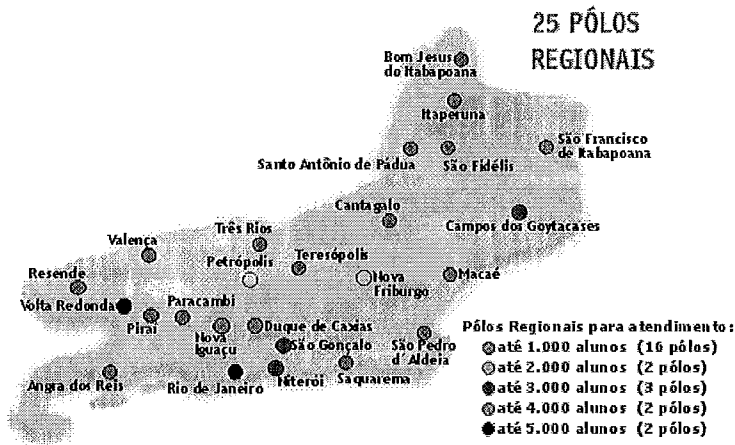 25 PÓLOS
REGIONAIS
Bom Jesus
do Itabapoana
Itaperuna
São Francisco
de Itabapoana
Santo Antônio de Pádua
São Fidélis
Cantagalo
Campos dos Goytacases
Três Rios
Valença
Petrópolis
Teresópolis
Resende
Nova
Friburgo
Macaé
Volta Redonda
Paracambi
Piraí
Nova
Iguaçu
Duque de Caxias
São Gonçalo
São Pedro
d'Aldeia
Angra dos Reis
Rio de Janeiro
Niterói
Saquarema
Pólos Regionais para atendimento:
até 1.000 alunos (16 pólos)
até 2.000 alunos (2 pólos)
até 3.000 alunos (3 pólos)
até 4.000 alunos (2 pólos)
até 5.000 alunos (2 pólos)